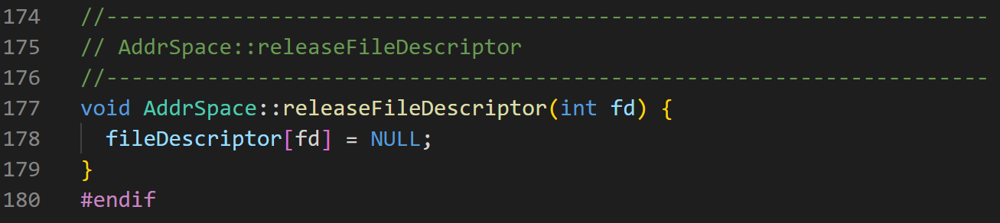 174 //-----------------------------------------------------------------------
175 // AddrSpace::releaseFileDescriptor
176 //-----------------------------------------------------------------------
177 void AddrSpace::releaseFileDescriptor(int fd) {
178   fileDescriptor[fd] = NULL;
179 }
180 #endif